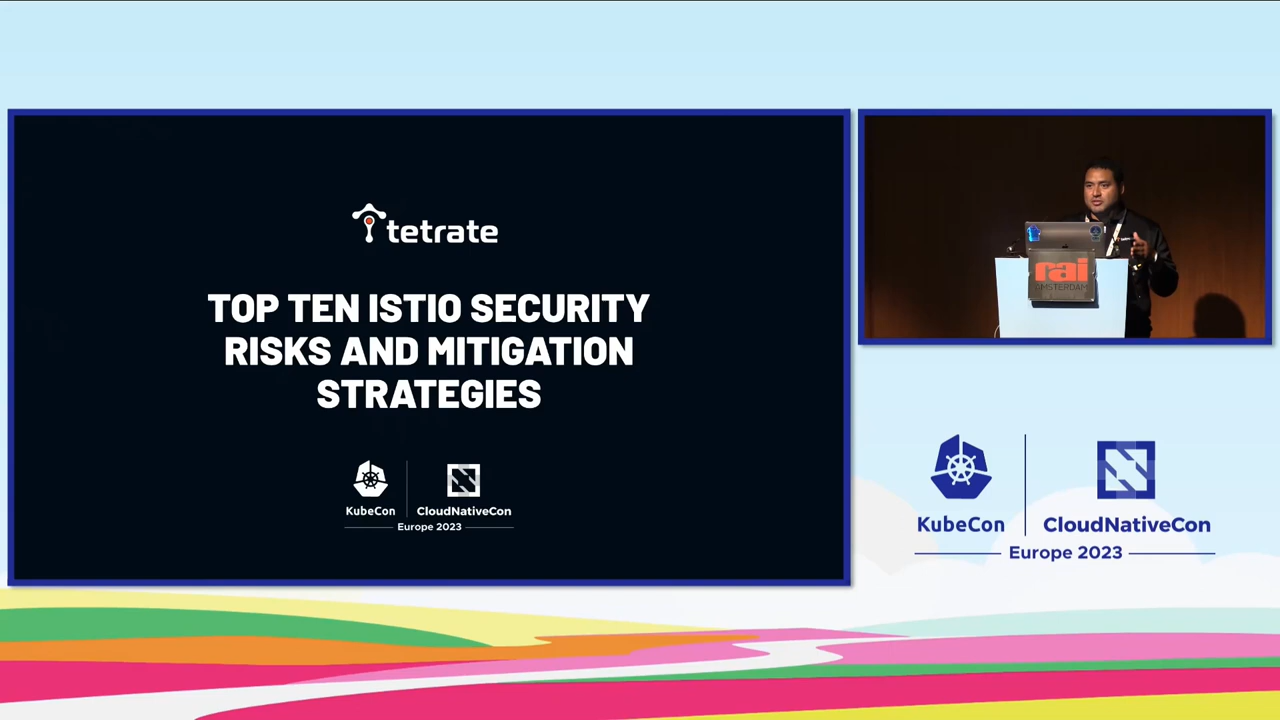 tetrate
TOP TEN ISTIO SECURITY
RISKS AND MITIGATION
STRATEGIES
KubeCon
CloudNativeCon
Europe 2023
rai
AMSTERDAM
KubeCon
CloudNativeCon
Europe 2023